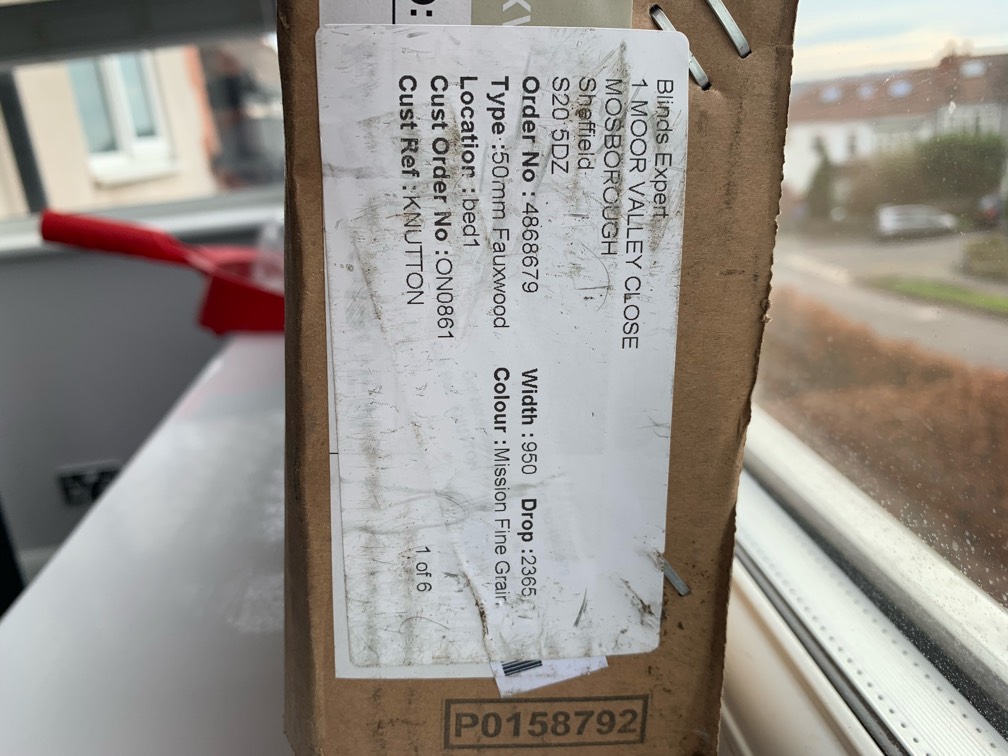 Blinds Expert
1 MOOR VALLEY CLOSE
MOSBOROUGH
Sheffield
S20 5DZ
Order No : 4868679 Width : 950 Drop :2365
Type :50mm Fauxwood Colour :Mission Fine Grain
Location : bed1
Cust Order No :ON0861
Cust Ref :KNUTTON
1 of 6
P0158792